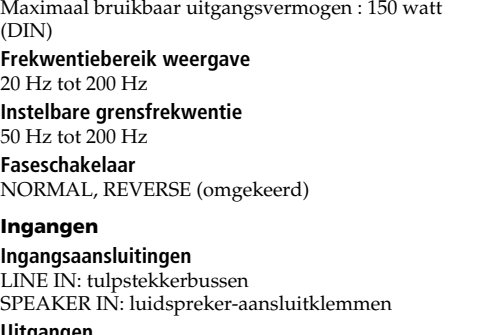 Maximaal bruikbaar uitgangsvermogen : 150 watt
(DIN)
Frekwentiebereik weergave
20 Hz tot 200 Hz
Instelbare grensfrekwentie
50 Hz tot 200 Hz
Faseschakelaar
NORMAL, REVERSE (omgekeerd)
Ingangen
Ingangsaansluitingen
LINE IN: tulpstekkerbussen
SPEAKER IN: luidspreker-aansluitklemmen
Uitgangen